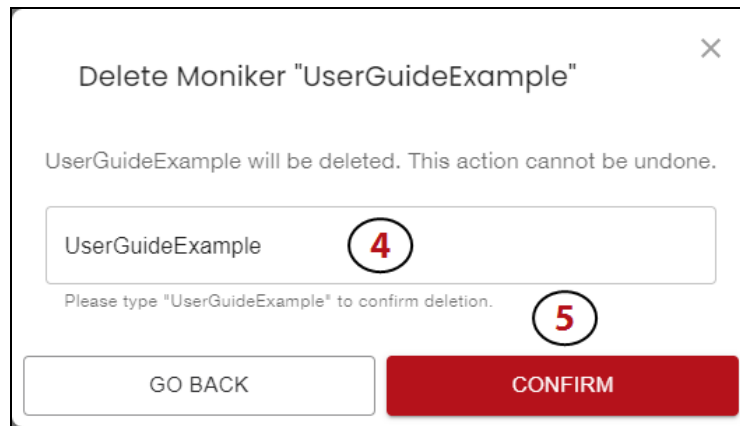 Delete Moniker "UserGuideExample"
UserGuideExample will be deleted. This action cannot be undone.
UserGuideExample
4
Please type "UserGuideExample" to confirm deletion.
5
GO BACK
CONFIRM